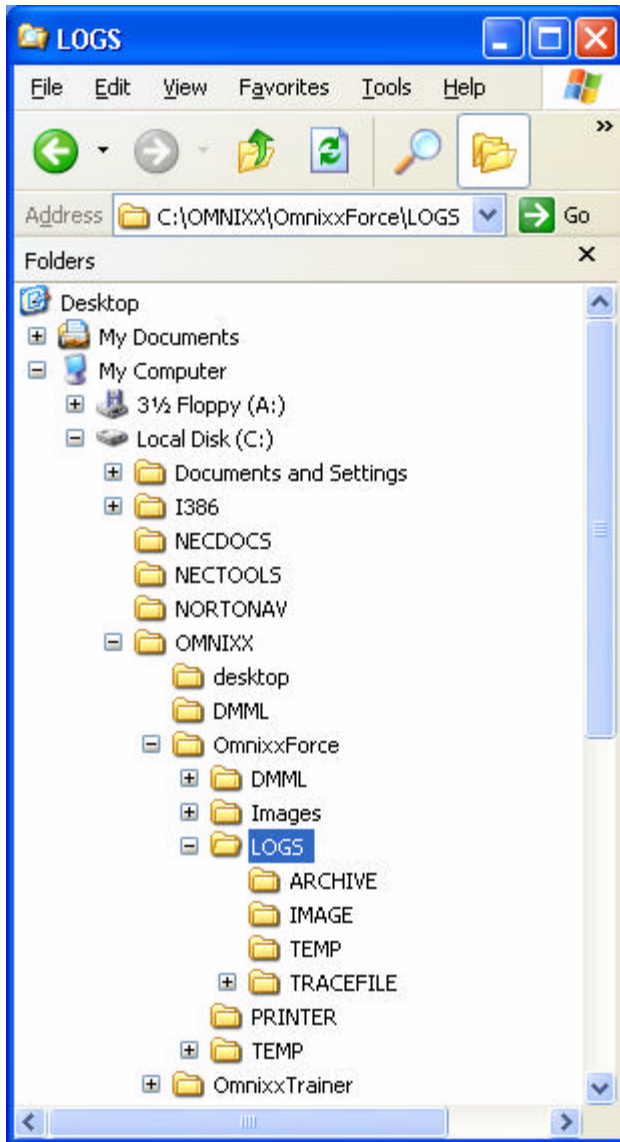 LOGS
File Edit View Favorites Tools Help
»
Address C:\OMNIXX\OmnixxForce\LOGS Go
Folders x
Desktop
My Documents
My Computer
3½ Floppy (A:)
Local Disk (C:)
Documents and Settings
I386
NECDOCS
NECTOOLS
NORTONAV
OMNIXX
desktop
DMML
OmnixxForce
DMML
Images
LOGS
ARCHIVE
IMAGE
TEMP
TRACEFILE
PRINTER
TEMP
OmnixxTrainer